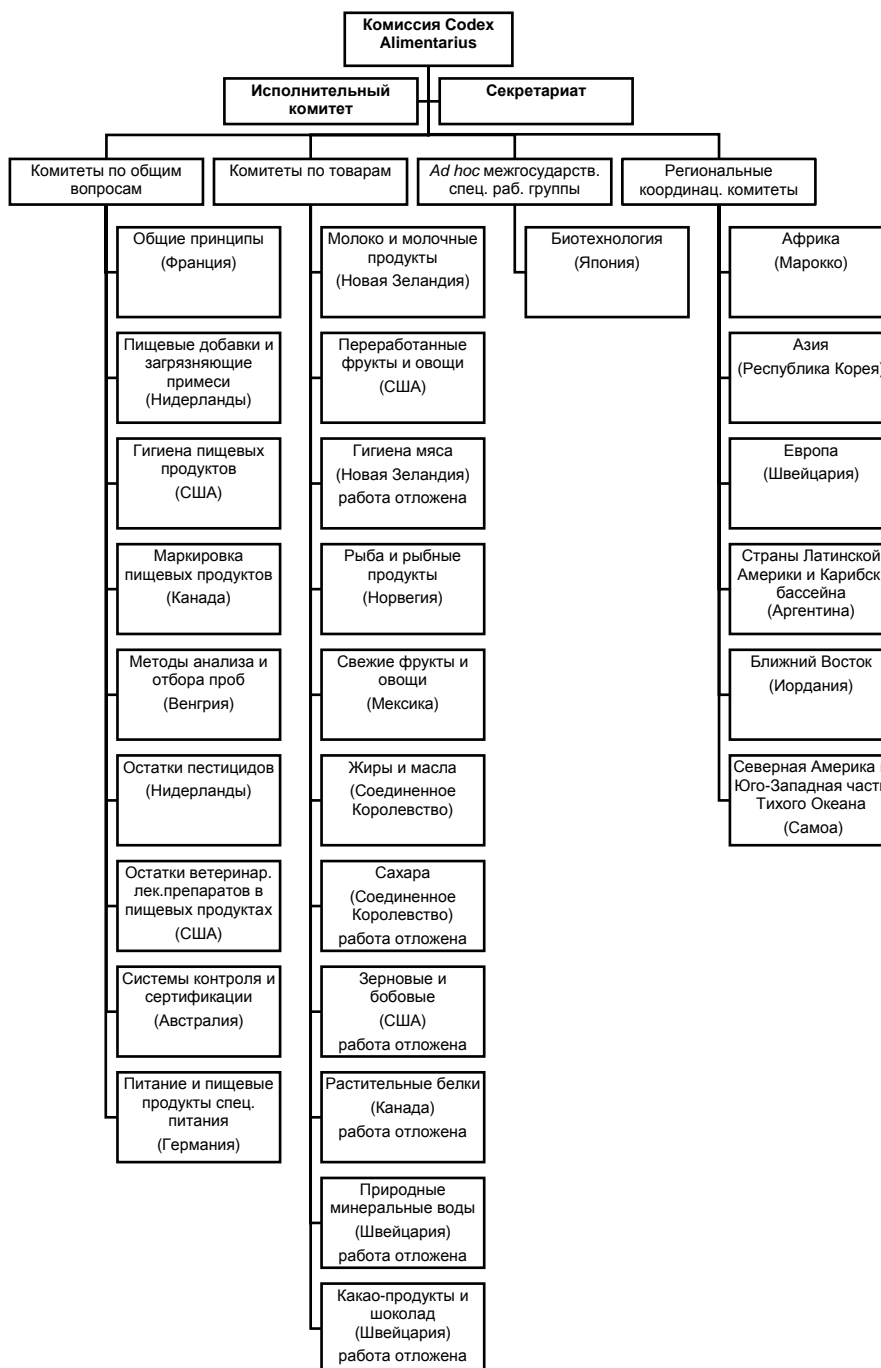 Комиссия Codex
Alimentarius
Исполнительный
комитет
Секретариат
Комитеты по общим
вопросам
Комитеты по товарам
Ad hoc межгосударств.
спец. раб. группы
Региональные
координац. комитеты
Общие принципы
(Франция)
Пищевые добавки и
загрязняющие
примеси
(Нидерланды)
Гигиена пищевых
продуктов
(США)
Маркировка
пищевых продуктов
(Канада)
Методы анализа и
отбора проб
(Венгрия)
Остатки пестицидов
(Нидерланды)
Остатки ветеринар.
лек.препаратов в
пищевых продуктах
(США)
Системы контроля и
сертификации
(Австралия)
Питание и пищевые
продукты спец.
питания
(Германия)
Молоко и молочные
продукты
(Новая Зеландия)
Переработанные
фрукты и овощи
(США)
Гигиена мяса
(Новая Зеландия)
работа отложена
Рыба и рыбные
продукты
(Норвегия)
Свежие фрукты и
овощи
(Мексика)
Жиры и масла
(Соединенное
Королевство)
Сахара
(Соединенное
Королевство)
работа отложена
Зерновые и
бобовые
(США)
работа отложена
Растительные белки
(Канада)
работа отложена
Природные
минеральные воды
(Швейцария)
работа отложена
Какао-продукты и
шоколад
(Швейцария)
работа отложена
Биотехнология
(Япония)
Африка
(Марокко)
Азия
(Республика Корея)
Европа
(Швейцария)
Страны Латинской
Америки и Карибск
бассейна
(Аргентина)
Ближний Восток
(Иордания)
Северная Америка
Юго-Западная часть
Тихого Океана
(Самоа)